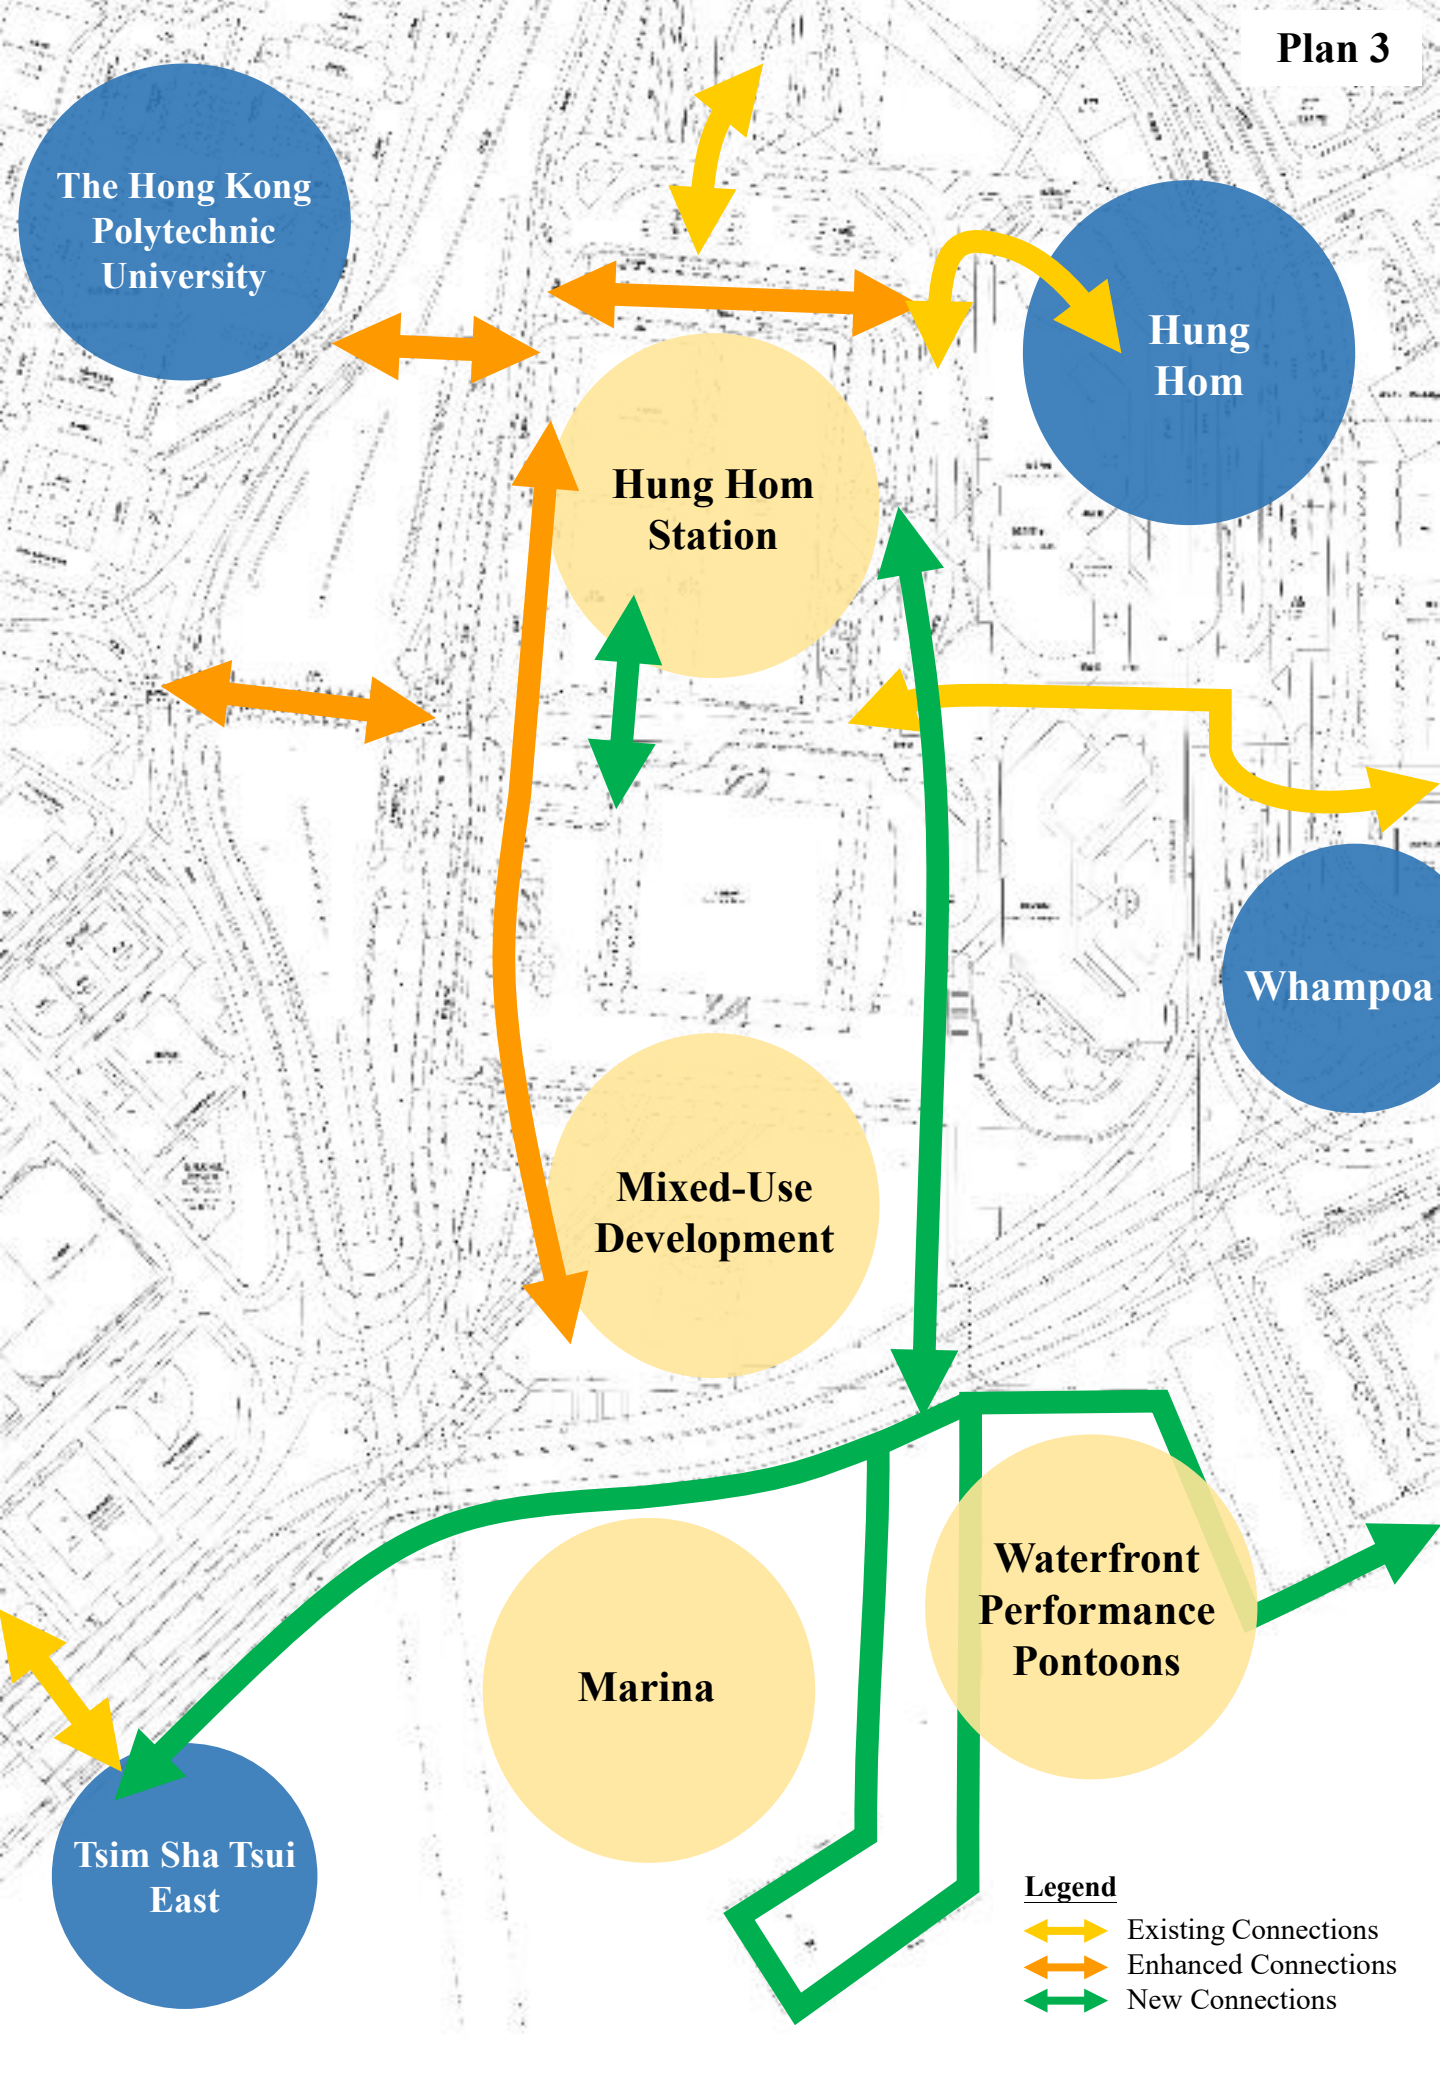 Plan 3
The Hong Kong
Polytechnic
University
Hung
Hom
Hung Hom
Station
Whampoa
Mixed-Use
Development
Waterfront
Performance
Pontoons
Marina
Tsim Sha Tsui
East
Legend
Existing Connections
Enhanced Connections
New Connections